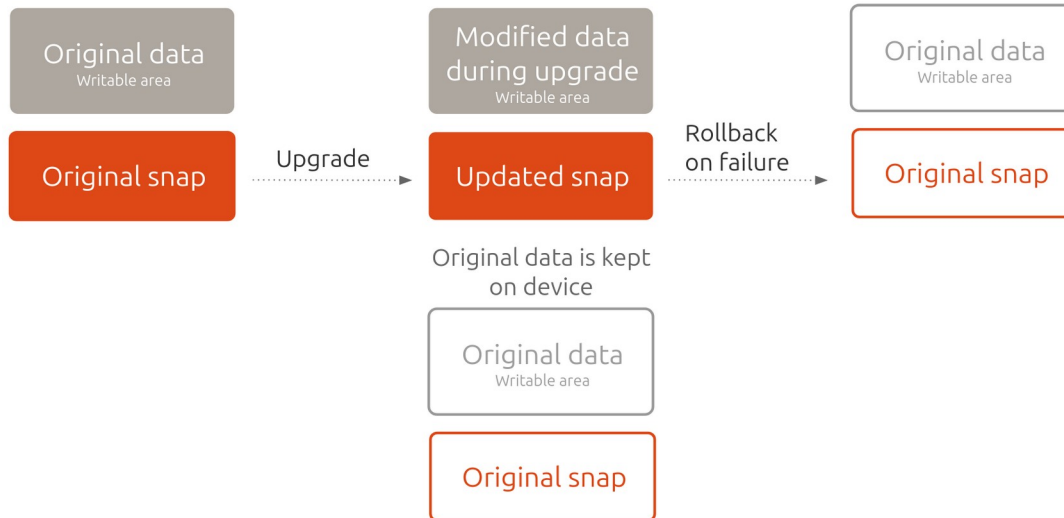 Original data
Writable area
Original snap
Upgrade
Modified data
during upgrade
Writable area
Updated snap
Original data is kept
on device
Original data
Writable area
Original snap
Rollback
on failure
Original data
Writable area
Original snap